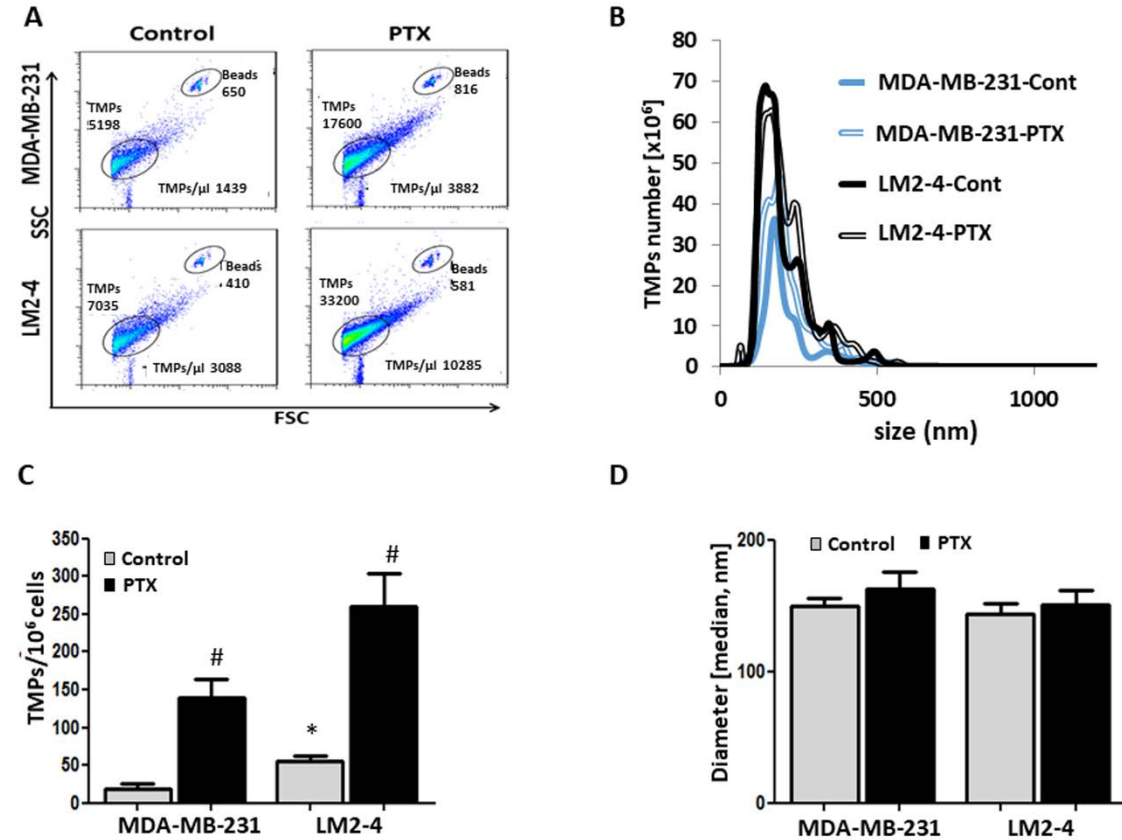 A
Control
PTX
MDA-MB-231
LM2-4
SSC
FSC
Beads
650
TMPs
5198
TMPs/µl 1439
Beads
816
TMPs
17600
TMPs/µl 3882
Beads
410
TMPs
7035
TMPs/µl 3088
Beads
581
TMPs
33200
TMPs/µl 10285
B
TMPs number [x10⁶]
80
70
60
50
40
30
20
10
0
0
500
1000
size (nm)
MDA-MB-231-Cont
MDA-MB-231-PTX
LM2-4-Cont
LM2-4-PTX
C
TMPs/10⁶ cells
350
300
250
200
150
100
50
0
Control
PTX
#
*
#
MDA-MB-231
LM2-4
D
Diameter [median, nm]
200
100
0
Control
PTX
MDA-MB-231
LM2-4